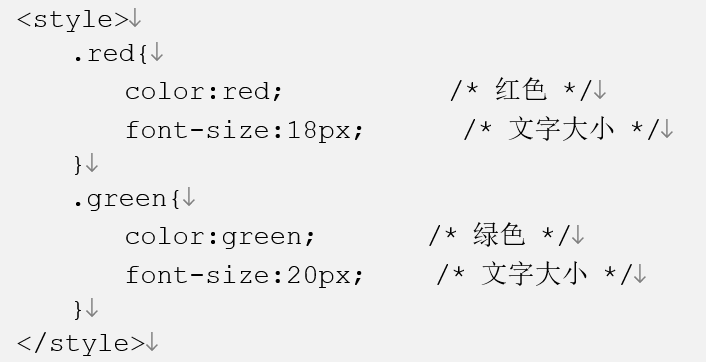 <style>↓
.red{↓
color:red; /* 红色 */↓
font-size:18px; /* 文字大小 */↓
}↓
.green{↓
color:green; /* 绿色 */↓
font-size:20px; /* 文字大小 */↓
}↓
</style>↓